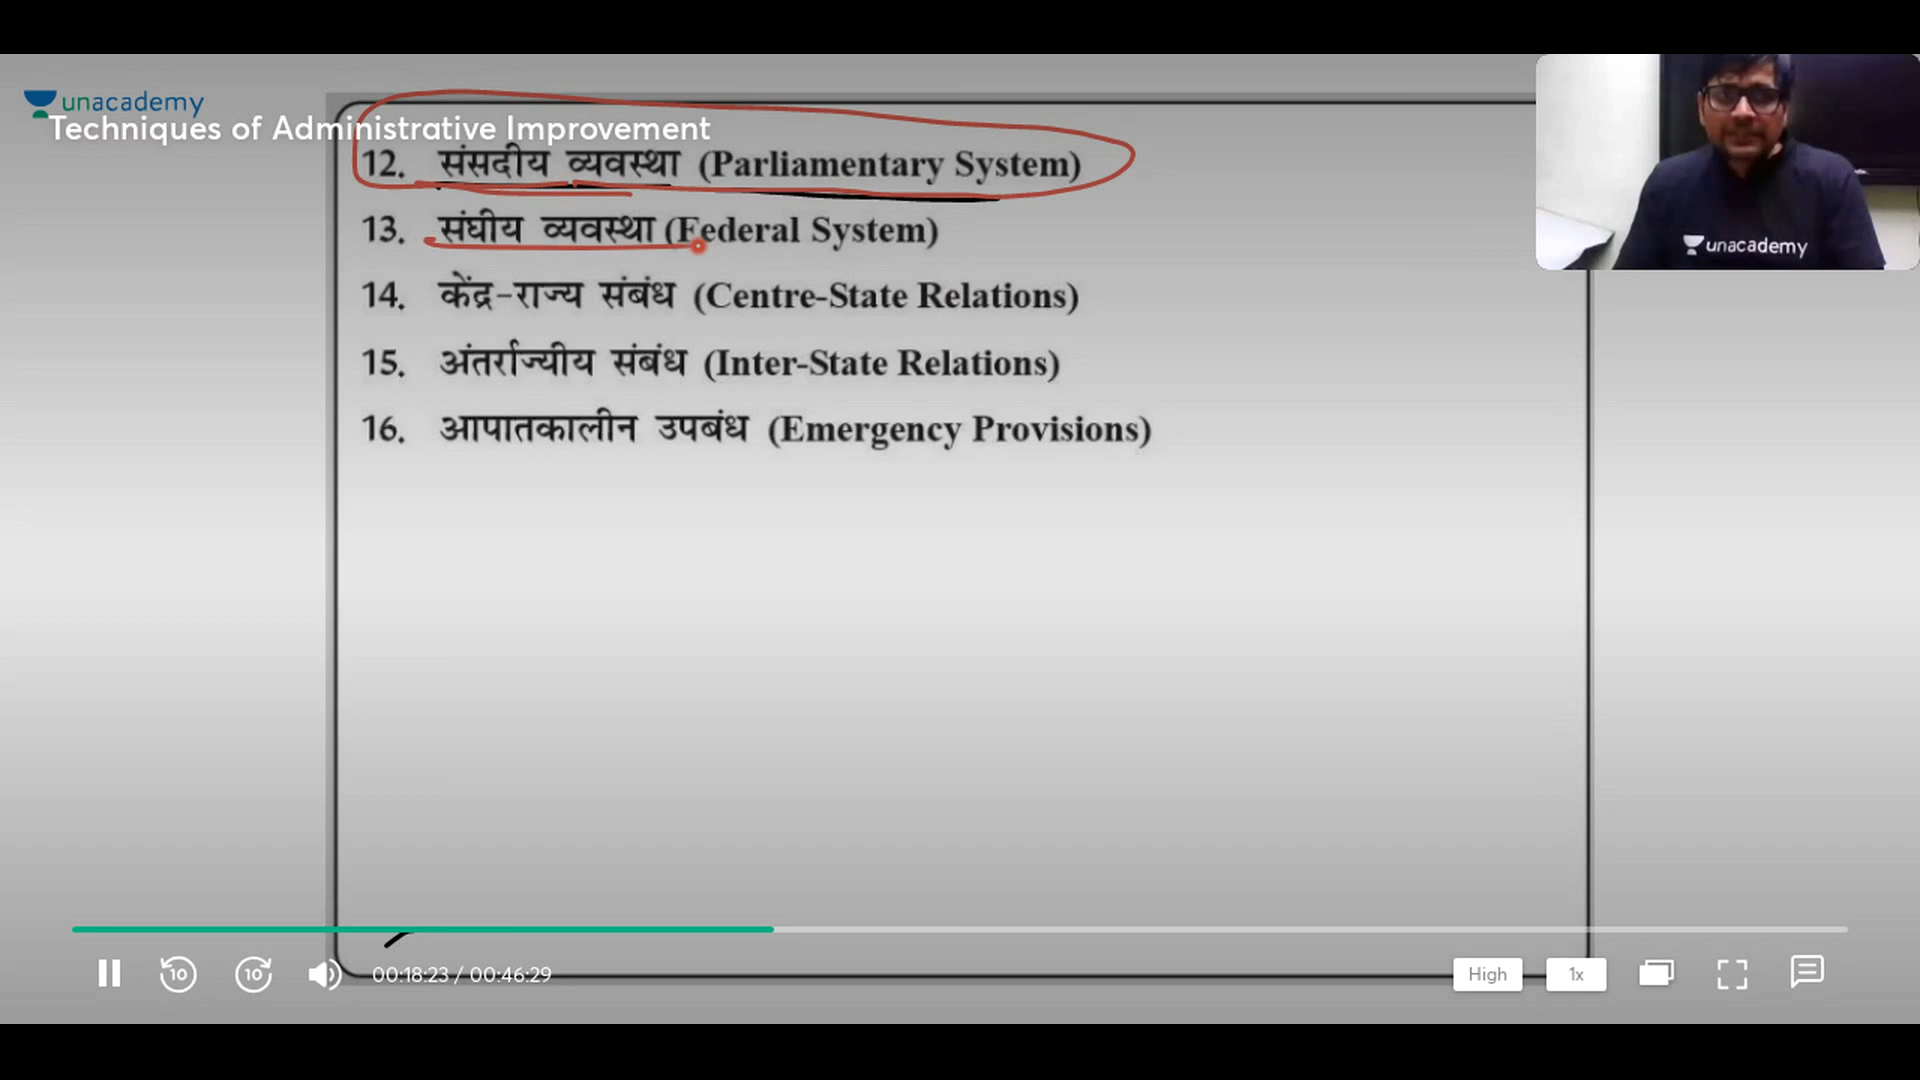 unacademy
Techniques of Administrative Improvement
12. संसदीय व्यवस्था (Parliamentary System)
13. संघीय व्यवस्था (Federal System)
14. केंद्र-राज्य संबंध (Centre-State Relations)
15. अंतर्राज्यीय संबंध (Inter-State Relations)
16. आपातकालीन उपबंध (Emergency Provisions)
unacademy
10 10 00:18:23 / 00:46:29 High 1x